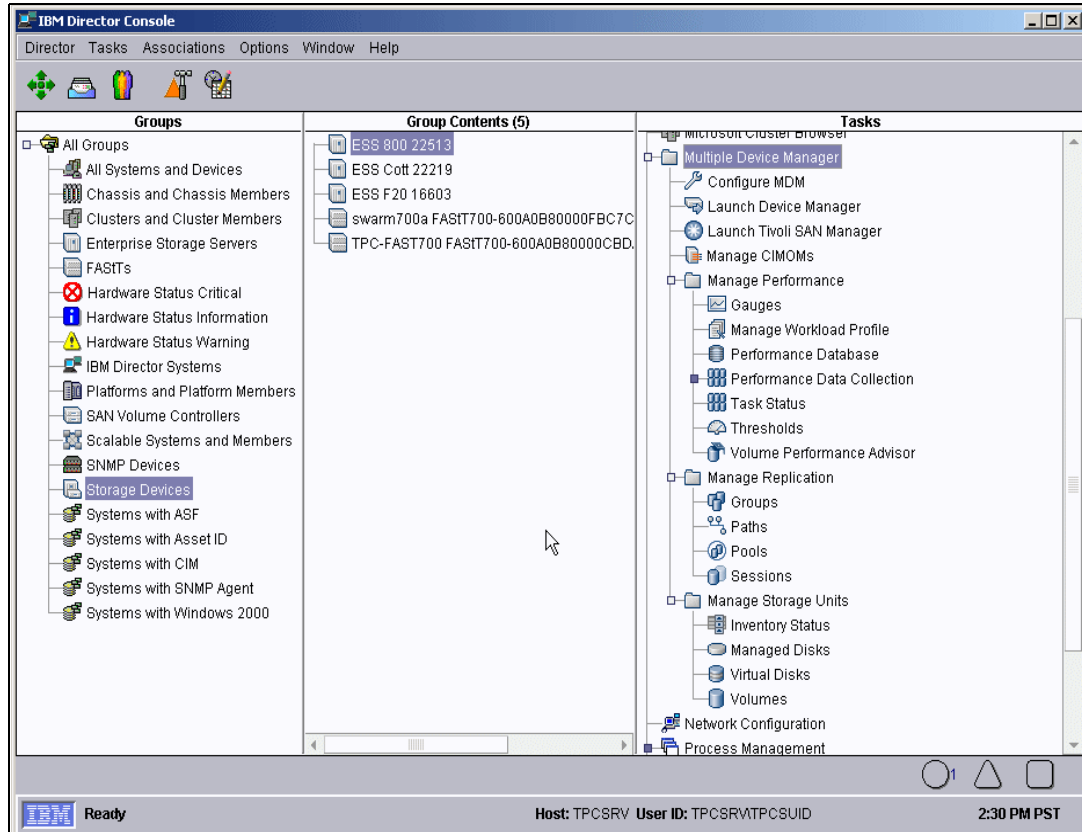 IBM Director Console
Director Tasks Associations Options Window Help
Groups
All Groups
All Systems and Devices
Chassis and Chassis Members
Clusters and Cluster Members
Enterprise Storage Servers
FAStTs
Hardware Status Critical
Hardware Status Information
Hardware Status Warning
IBM Director Systems
Platforms and Platform Members
SAN Volume Controllers
Scalable Systems and Members
SNMP Devices
Storage Devices
Systems with ASF
Systems with Asset ID
Systems with CIM
Systems with SNMP Agent
Systems with Windows 2000
Group Contents (5)
ESS 800 22513
ESS Cott 22219
ESS F20 16603
swarm700a FAStT700-600A0B80000FBC7C
TPC-FAST700 FAStT700-600A0B80000CBD.
Tasks
Microsoft Cluster Browser
Multiple Device Manager
Configure MDM
Launch Device Manager
Launch Tivoli SAN Manager
Manage CIMOMs
Manage Performance
Gauges
Manage Workload Profile
Performance Database
Performance Data Collection
Task Status
Thresholds
Volume Performance Advisor
Manage Replication
Groups
Paths
Pools
Sessions
Manage Storage Units
Inventory Status
Managed Disks
Virtual Disks
Volumes
Network Configuration
Process Management
1
IBM Ready Host: TPCSRV User ID: TPCSRV\TPCSUID 2:30 PM PST